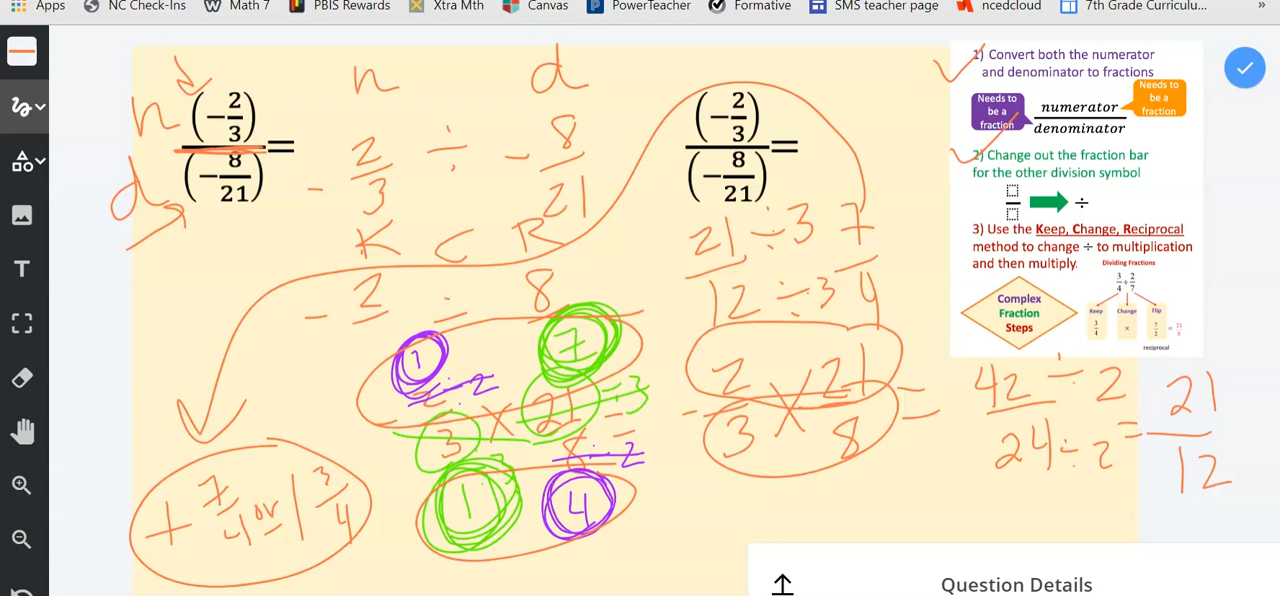 Apps NC Check-Ins Math 7 PBIS Rewards Xtra Mth Canvas PowerTeacher Formative SMS teacher page ncedcloud 7th Grade Curriculu... »
n
d
(-2/3)
(-8/21)
=
n d
- 2/3 ÷ - 8/21
K C R
- 2 ÷ 8
1 7
2 ÷ 2 × 21 ÷ 3
3 8 ÷ 2 =
1 4
+ 7/4 or 1 3/4
(-2/3)
(-8/21)
=
21 ÷ 3 7
12 ÷ 3 4
- 2/3 × 21/8 =
42 ÷ 2
24 ÷ 2
= 21/12
1) Convert both the numerator
and denominator to fractions
Needs to
be a
fraction
numerator
denominator
Needs to
be a
fraction
2) Change out the fraction bar
for the other division symbol
÷
3) Use the Keep, Change, Reciprocal
method to change ÷ to multiplication
and then multiply.
Dividing Fractions
3/4 ÷ 2/7
Complex
Fraction
Steps
Keep Change Flip
3/4 × 7/2 = 21/8
reciprocal
T
Question Details